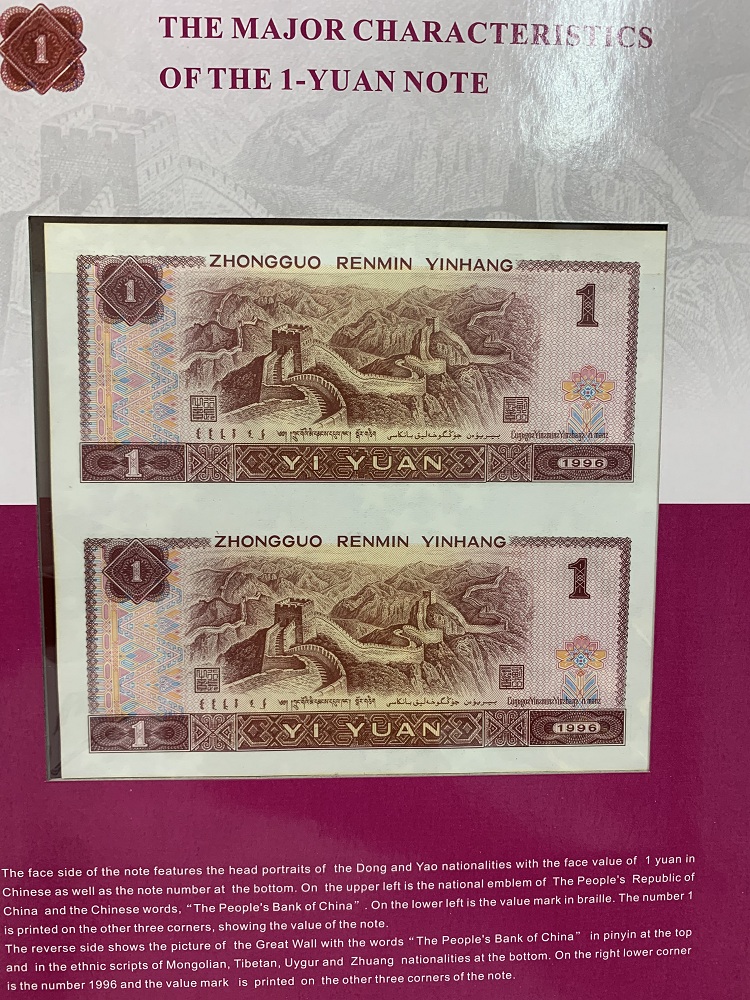 1
THE MAJOR CHARACTERISTICS
OF THE 1-YUAN NOTE
ZHONGGUO RENMIN YINHANG
1
1
1
YI YUAN
1996
ZHONGGUO RENMIN YINHANG
1
1
1
YI YUAN
1996
The face side of the note features the head portraits of the Dong and Yao nationalities with the face value of 1 yuan in
Chinese as well as the note number at the bottom. On the upper left is the national emblem of The People's Republic of
China and the Chinese words, “The People's Bank of China”. On the lower left is the value mark in braille. The number 1
is printed on the other three corners, showing the value of the note.
The reverse side shows the picture of the Great Wall with the words “The People's Bank of China” in pinyin at the top
and in the ethnic scripts of Mongolian, Tibetan, Uygur and Zhuang nationalities at the bottom. On the right lower corner
is the number 1996 and the value mark is printed on the other three corners of the note.